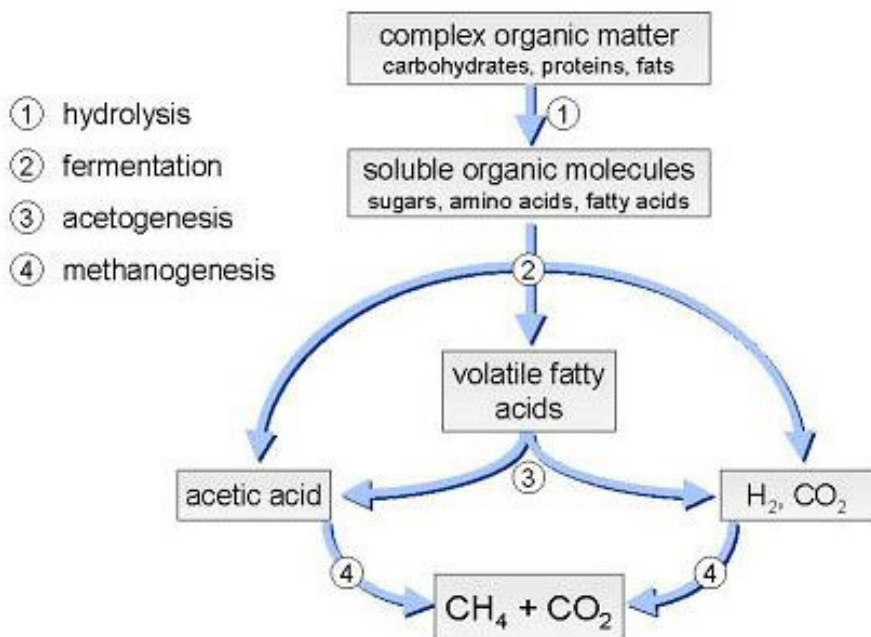 complex organic matter
carbohydrates, proteins, fats
① hydrolysis
① 
② fermentation
soluble organic molecules
sugars, amino acids, fatty acids
③ acetogenesis
④ methanogenesis
②
volatile fatty
acids
③
acetic acid
H₂, CO₂
④
④
CH₄ + CO₂